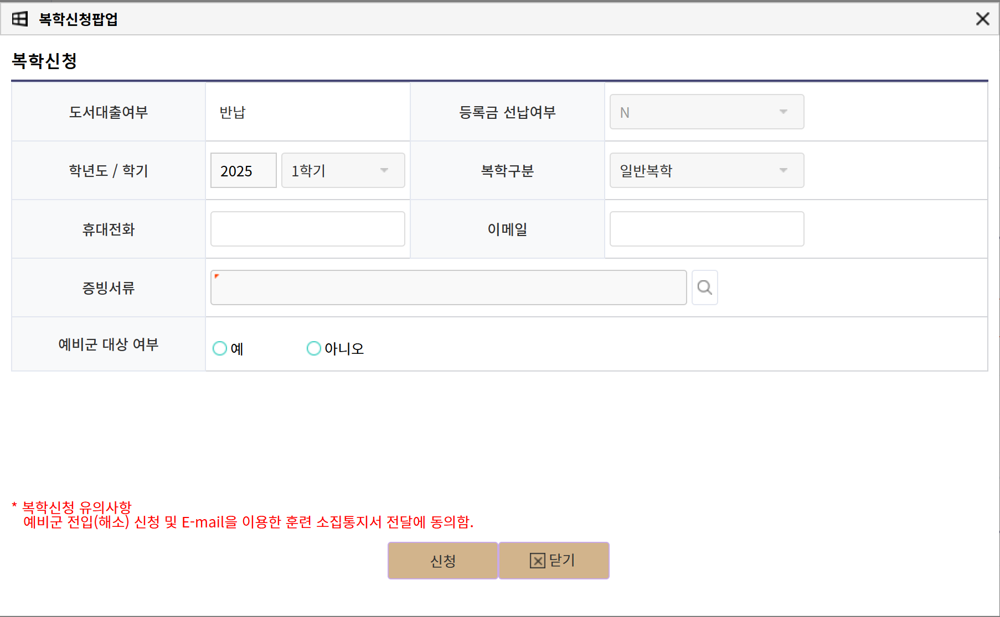 복학신청팝업
복학신청
도서대출여부 반납 등록금 선납여부 N
학년도 / 학기 2025 1학기 복학구분 일반복학
휴대전화 이메일
증빙서류
예비군 대상 여부 예 아니오
* 복학신청 유의사항
예비군 전입(해소) 신청 및 E-mail을 이용한 훈련 소집통지서 전달에 동의함.
신청 닫기